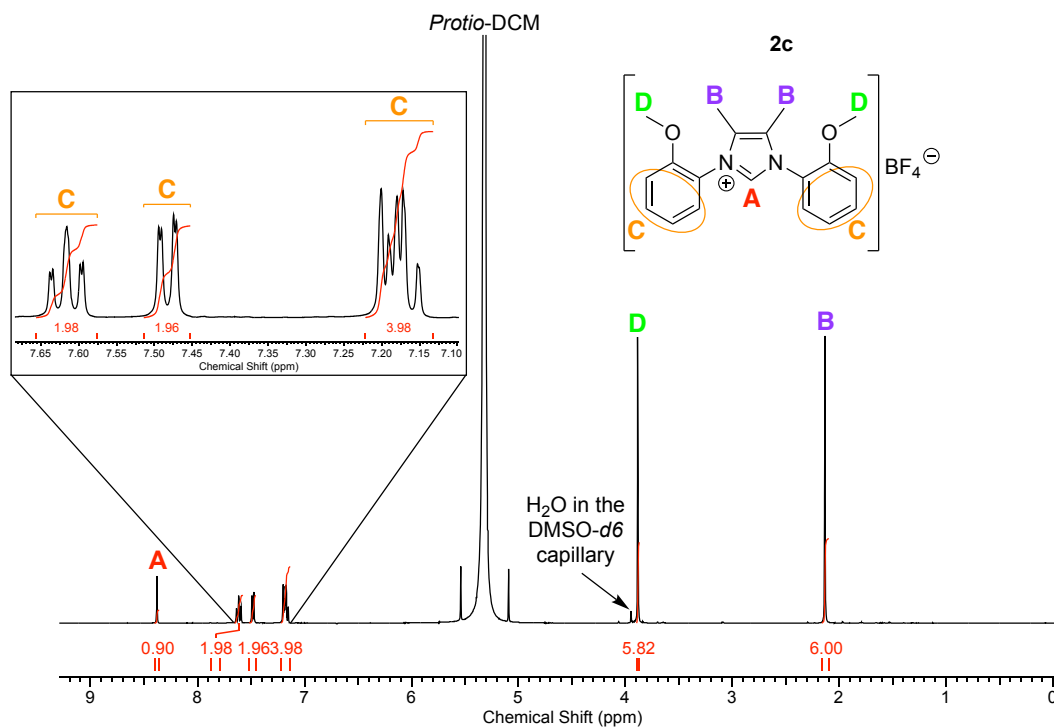 Protio-DCM
2c
D
B
B
D
O
O
N
N
⊕
A
C
C
BF4 ⊖
C
C
C
1.98
1.96
3.98
7.65 7.60 7.55 7.50 7.45 7.40 7.35 7.30 7.25 7.20 7.15 7.10
Chemical Shift (ppm)
D
B
H2O in the
DMSO-d6
capillary
A
0.90
1.98
1.96
3.98
5.82
6.00
9 8 7 6 5 4 3 2 1 0
Chemical Shift (ppm)